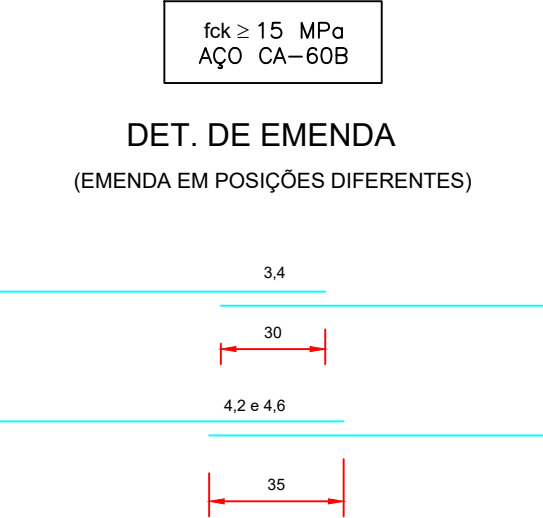 fck ≥ 15 MPa
AÇO CA-60B
DET. DE EMENDA
(EMENDA EM POSIÇÕES DIFERENTES)
3,4
30
4,2 e 4,6
35